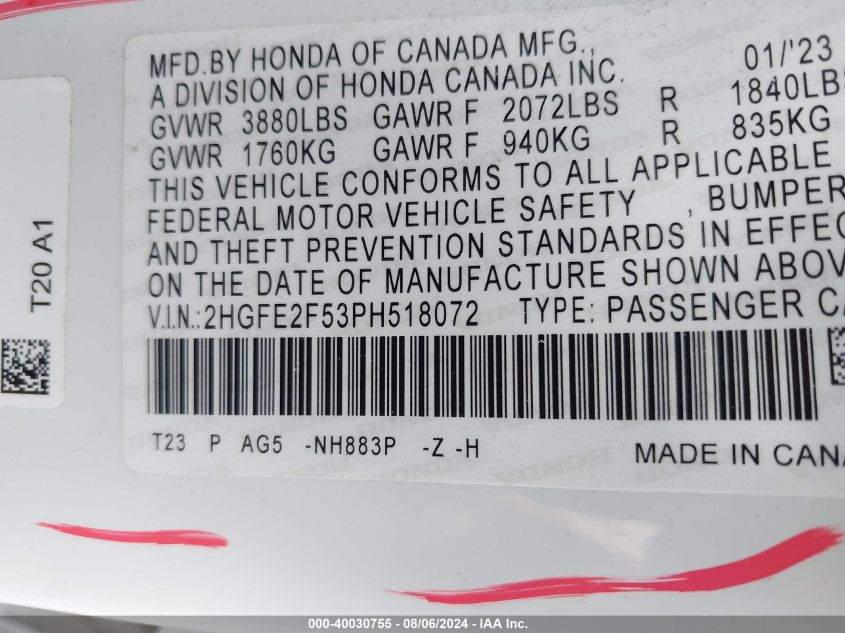 MFD.BY HONDA OF CANADA MFG., 01/'23
A DIVISION OF HONDA CANADA INC.
GVWR 3880LBS GAWR F 2072LBS R 1840LBS
GVWR 1760KG GAWR F 940KG R 835KG
THIS VEHICLE CONFORMS TO ALL APPLICABLE
FEDERAL MOTOR VEHICLE SAFETY , BUMPER
AND THEFT PREVENTION STANDARDS IN EFFEC
ON THE DATE OF MANUFACTURE SHOWN ABOV
V.I.N.:2HGFE2F53PH518072 TYPE: PASSENGER CA
T23 P AG5 -NH883P -Z -H
MADE IN CANA
T20 A1
000-40030755 - 08/06/2024 - IAA Inc.